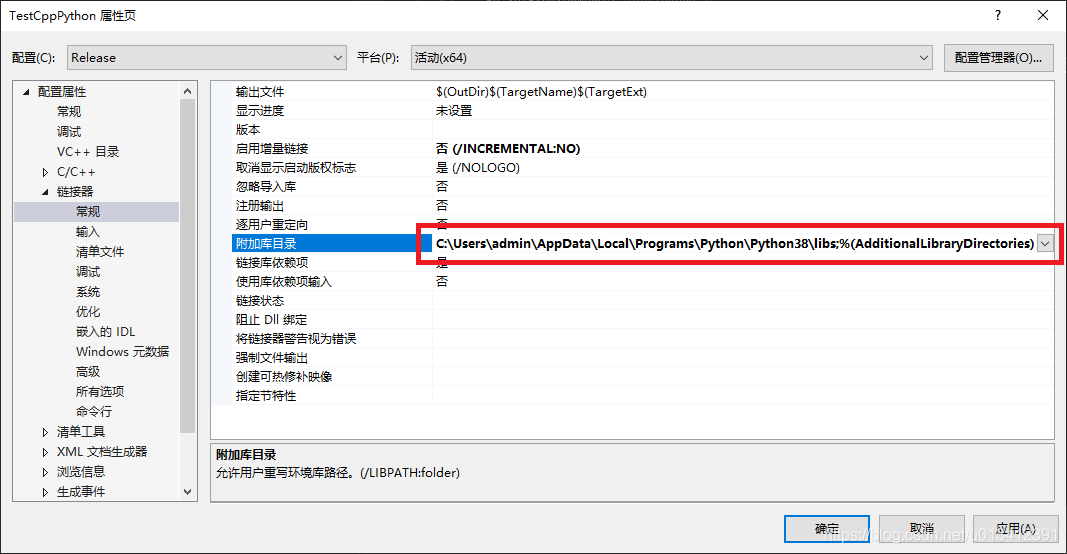 TestCppPython 属性页
配置(C): Release 平台(P): 活动(x64) 配置管理器(O)...
配置属性
常规
调试
VC++ 目录
C/C++
链接器
常规
输入
清单文件
调试
系统
优化
嵌入的 IDL
Windows 元数据
高级
所有选项
命令行
清单工具
XML 文档生成器
浏览信息
生成事件
输出文件 $(OutDir)$(TargetName)$(TargetExt)
显示进度 未设置
版本
启用增量链接 否 (/INCREMENTAL:NO)
取消显示启动版权标志 是 (/NOLOGO)
忽略导入库 否
注册输出 否
逐用户重定向 否
附加库目录 C:\Users\admin\AppData\Local\Programs\Python\Python38\libs;%(AdditionalLibraryDirectories)
链接库依赖项 是
使用库依赖项输入 否
链接状态
阻止 Dll 绑定
将链接器警告视为错误
强制文件输出
创建可热修补映像
指定节特性
附加库目录
允许用户重写环境库路径。(/LIBPATH:folder)
确定 取消 应用(A)